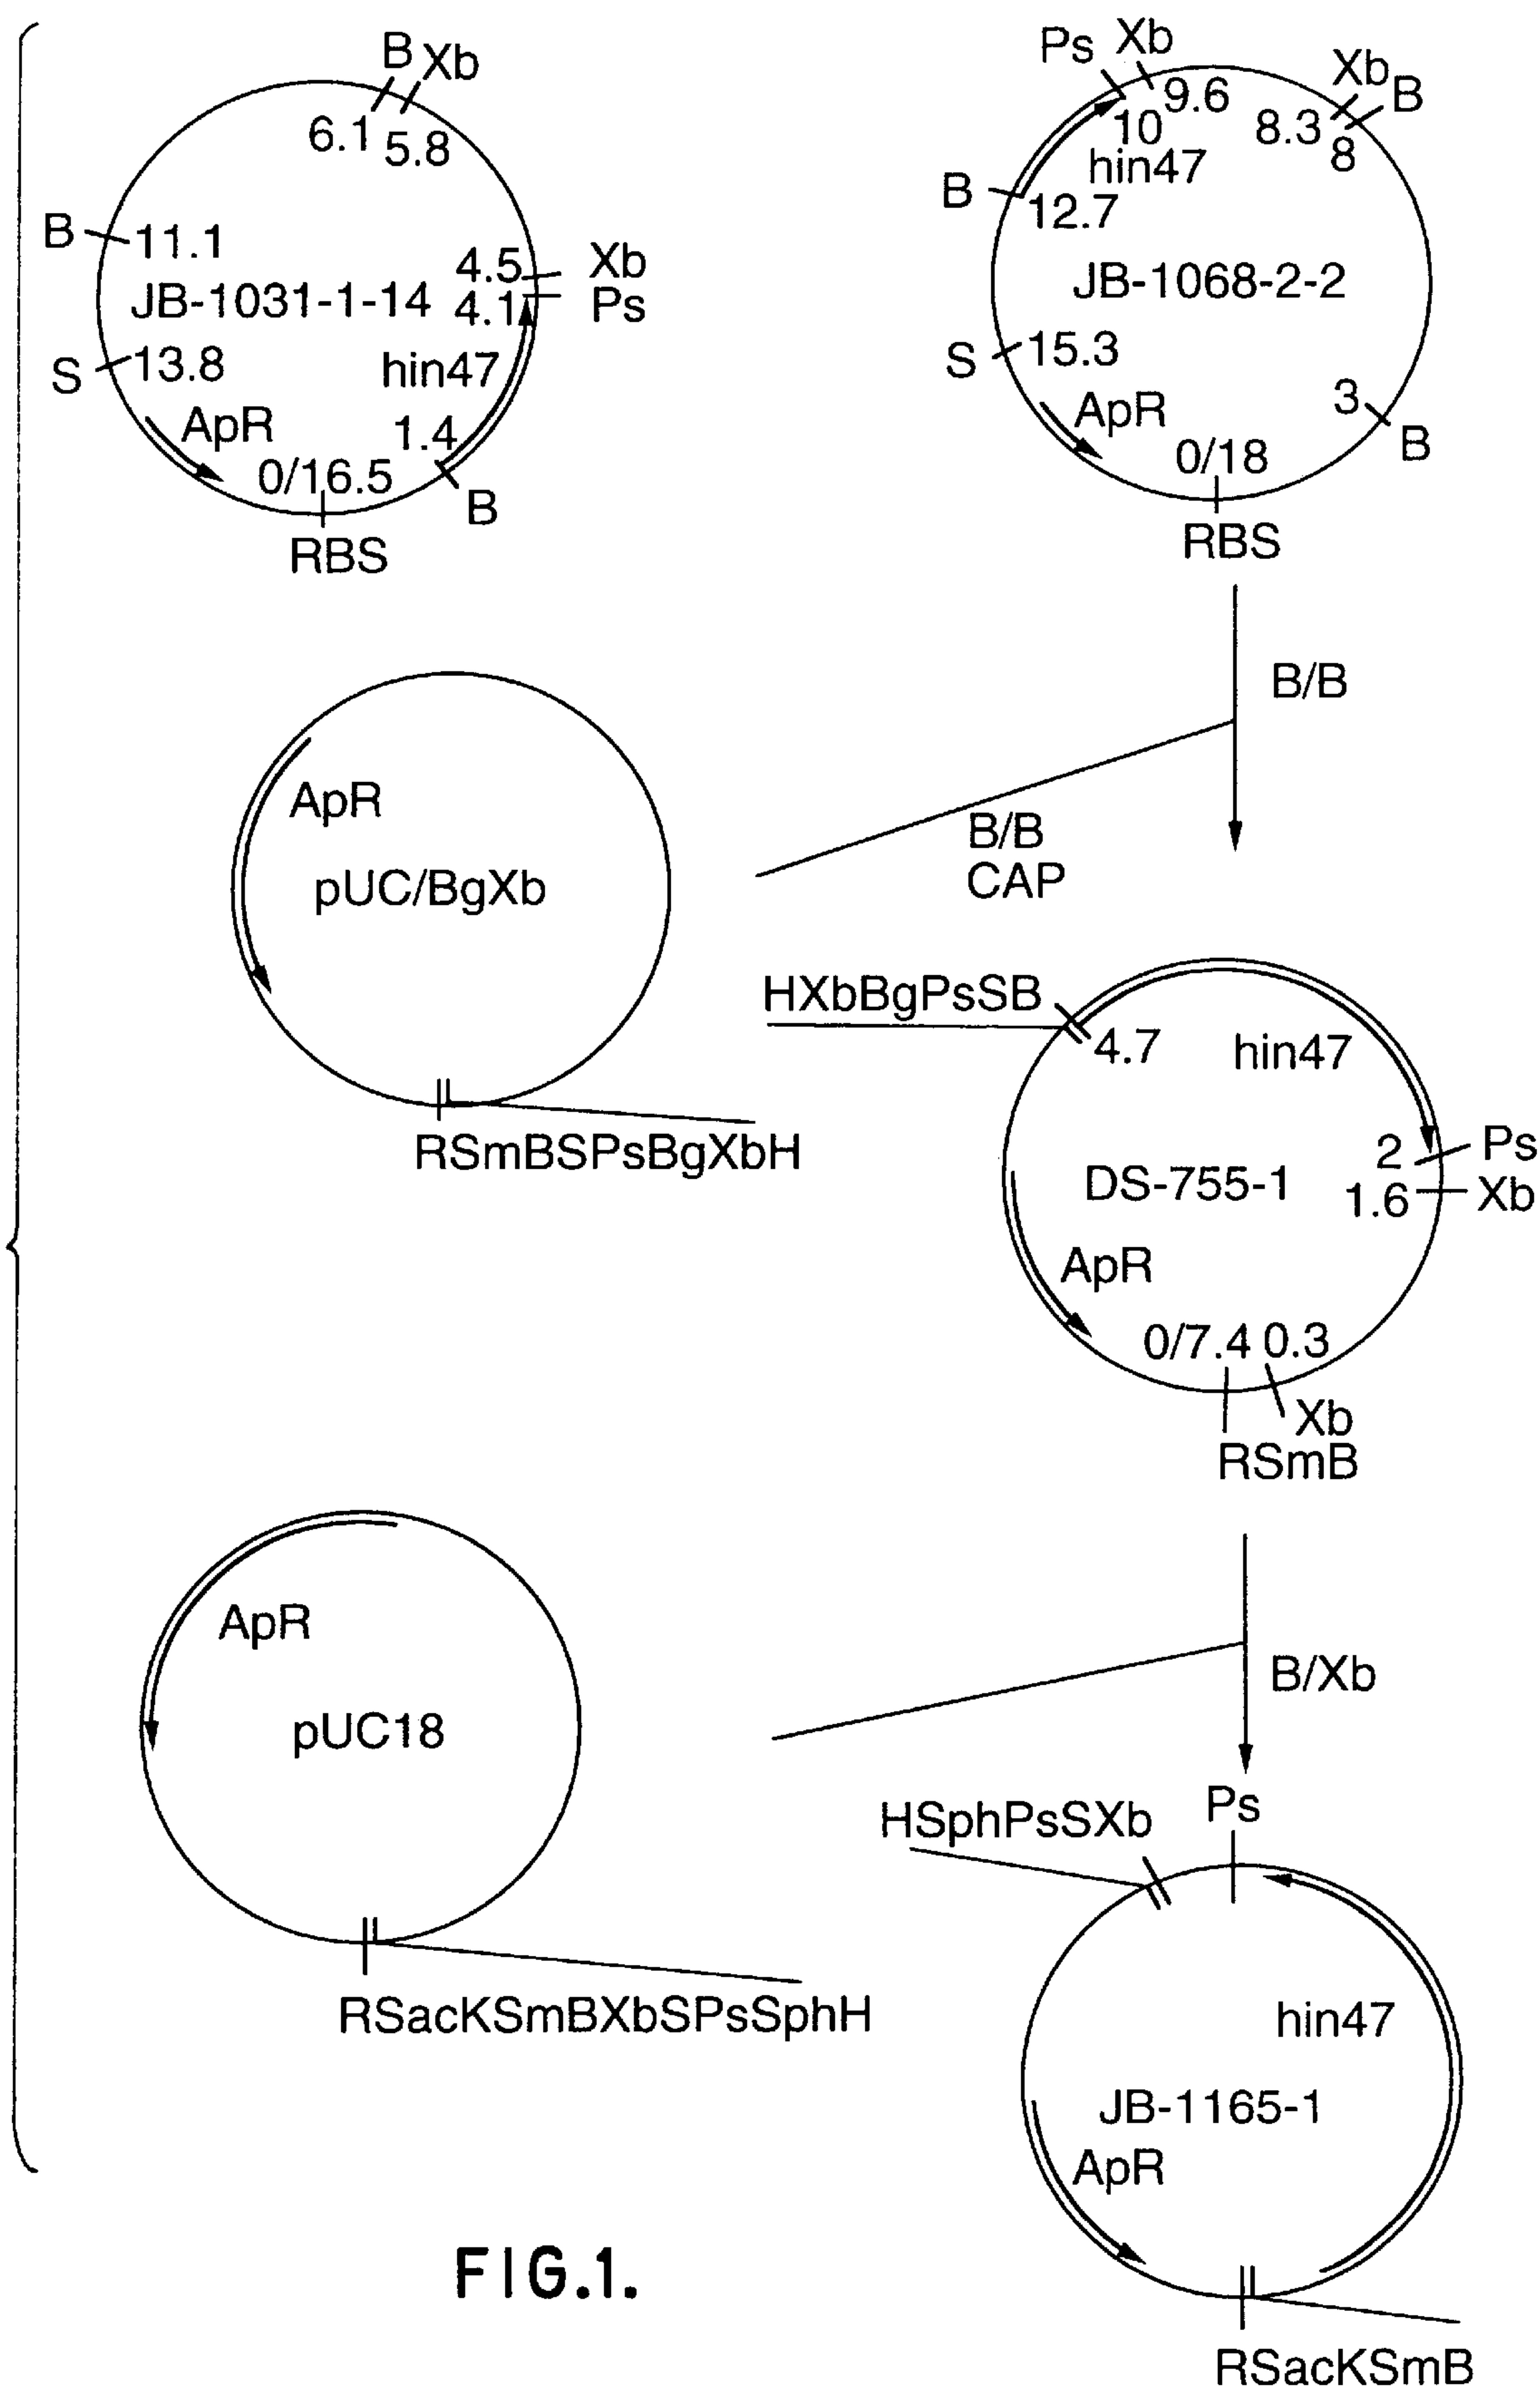 B Xb
6.1 5.8
B 11.1
4.5 Xb
JB-1031-1-14 4.1 Ps
S 13.8
hin47
ApR 1.4
0/16.5
B
RBS
Ps Xb
Xb B
9.6
10 8.3
8
hin47
B 12.7
JB-1068-2-2
S 15.3
3
ApR
B
0/18
RBS
B/B
ApR
B/B
CAP
pUC/BgXb
HXbBgPsSB
4.7 hin47
RSmBSPsBgXbH
2 Ps
DS-755-1 1.6 Xb
ApR
0/7.4 0.3
Xb
RSmB
ApR
B/Xb
pUC18
Ps
HSphPsSXb
RSacKSmBXbSPsSphH
hin47
JB-1165-1
ApR
FIG.1.
RSacKSmB